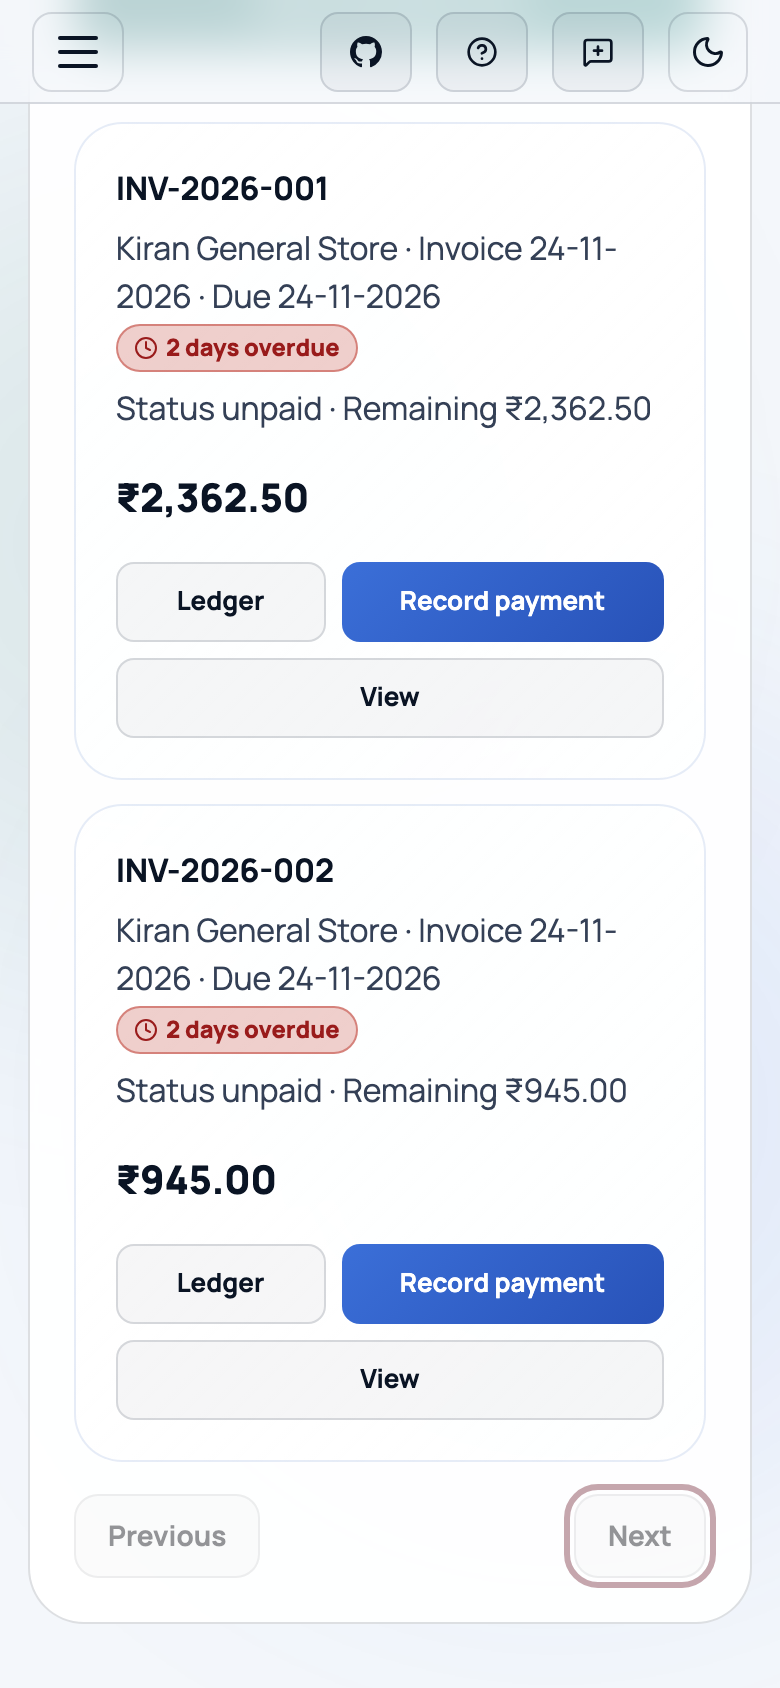 INV-2026-001
Kiran General Store · Invoice 24-11-
2026 · Due 24-11-2026
2 days overdue
Status unpaid · Remaining ₹2,362.50
₹2,362.50
Ledger
Record payment
View
INV-2026-002
Kiran General Store · Invoice 24-11-
2026 · Due 24-11-2026
2 days overdue
Status unpaid · Remaining ₹945.00
₹945.00
Ledger
Record payment
View
Previous
Next